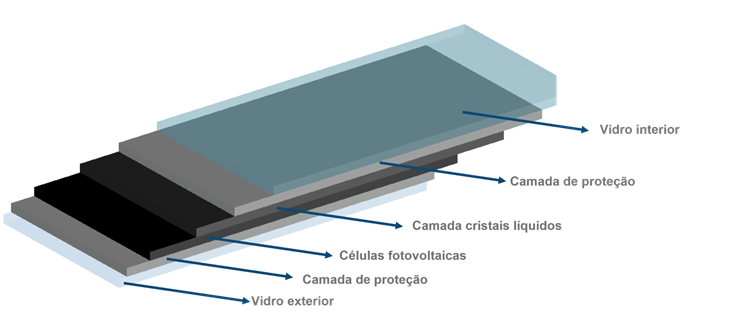 Vidro interior
Camada de proteção
Camada cristais líquidos
Células fotovoltaicas
Camada de proteção
Vidro exterior